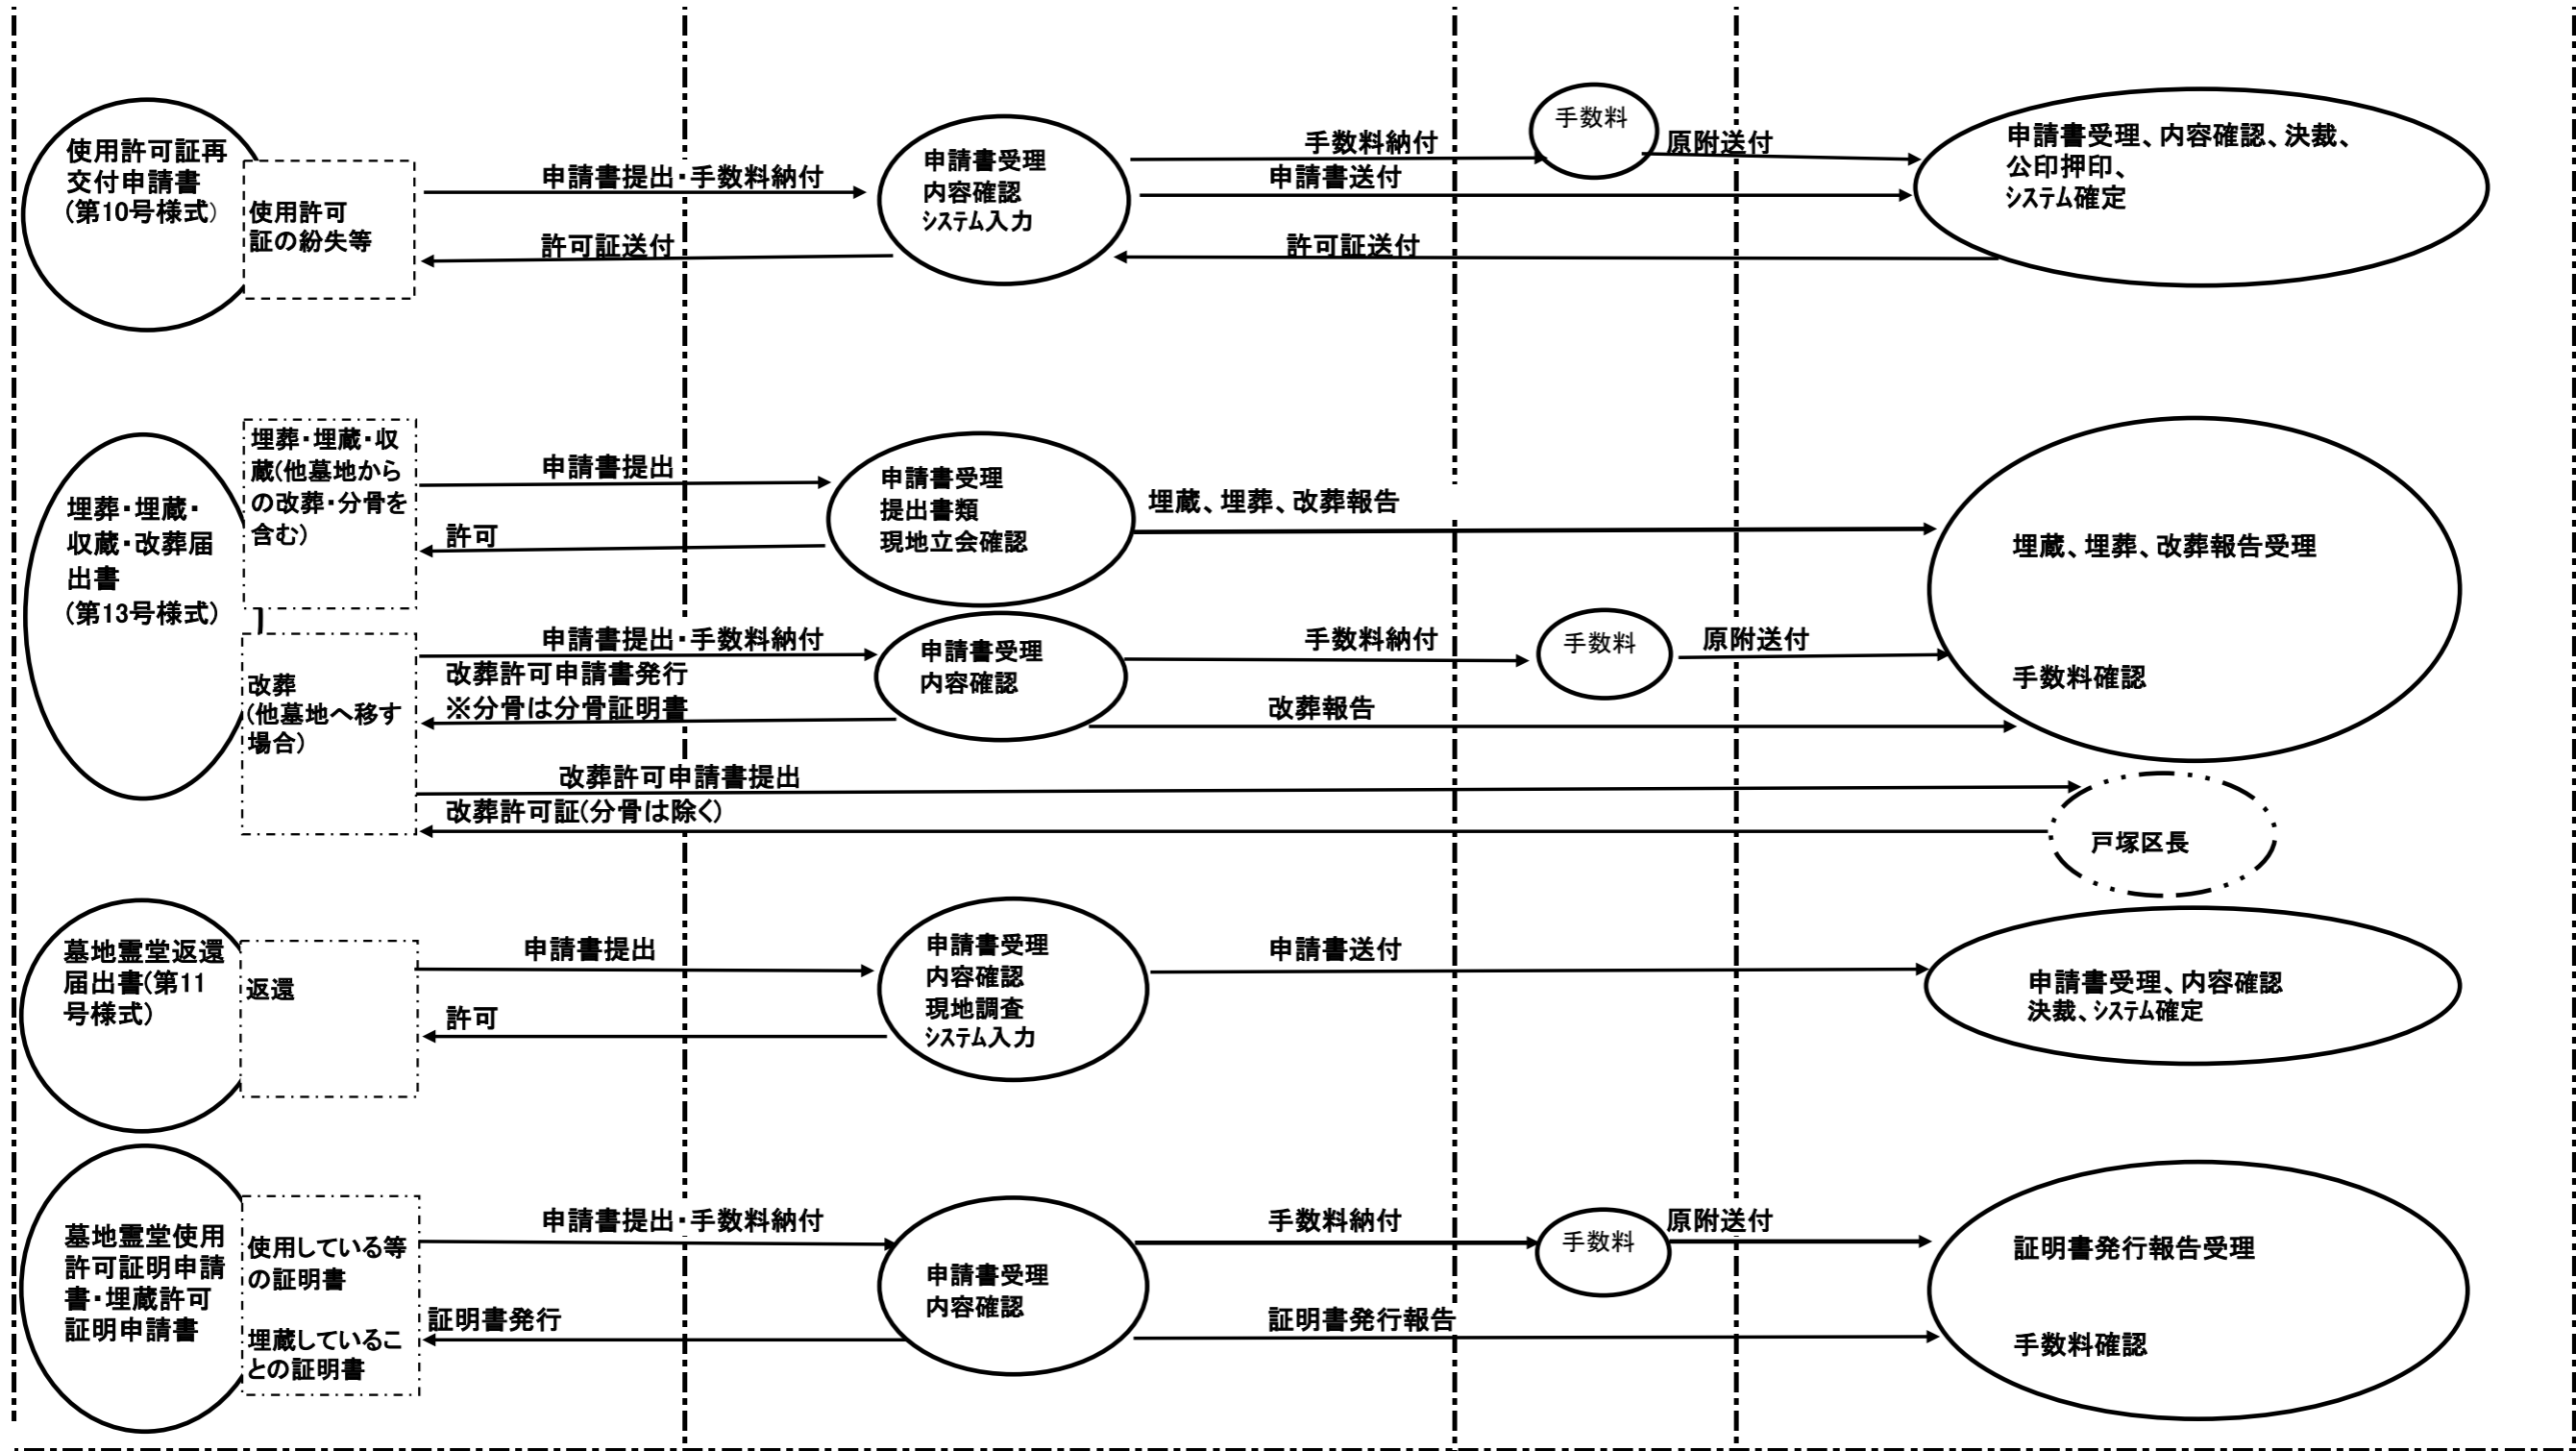 使用許可証再
交付申請書
(第10号様式)
使用許可
証の紛失等
申請書提出・手数料納付
許可証送付
申請書受理
内容確認
ｼｽﾃﾑ入力
手数料納付
申請書送付
許可証送付
手数料
原附送付
申請書受理、内容確認、決裁、
公印押印、
ｼｽﾃﾑ確定
埋葬・埋蔵・
収蔵・改葬届
出書
(第13号様式)
埋葬・埋蔵・収
蔵(他墓地から
の改葬・分骨を
含む)
申請書提出
許可
申請書受理
提出書類
現地立会確認
埋蔵、埋葬、改葬報告
埋蔵、埋葬、改葬報告受理
手数料確認
改葬
(他墓地へ移す
場合)
申請書提出・手数料納付
改葬許可申請書発行
※分骨は分骨証明書
申請書受理
内容確認
手数料納付
改葬報告
手数料
原附送付
改葬許可申請書提出
改葬許可証(分骨は除く)
戸塚区長
墓地霊堂返還
届出書(第11
号様式)
返還
申請書提出
許可
申請書受理
内容確認
現地調査
ｼｽﾃﾑ入力
申請書送付
申請書受理、内容確認
決裁、ｼｽﾃﾑ確定
墓地霊堂使用
許可証明申請
書・埋蔵許可
証明申請書
使用している等
の証明書
埋蔵しているこ
との証明書
申請書提出・手数料納付
証明書発行
申請書受理
内容確認
手数料納付
証明書発行報告
手数料
原附送付
証明書発行報告受理
手数料確認